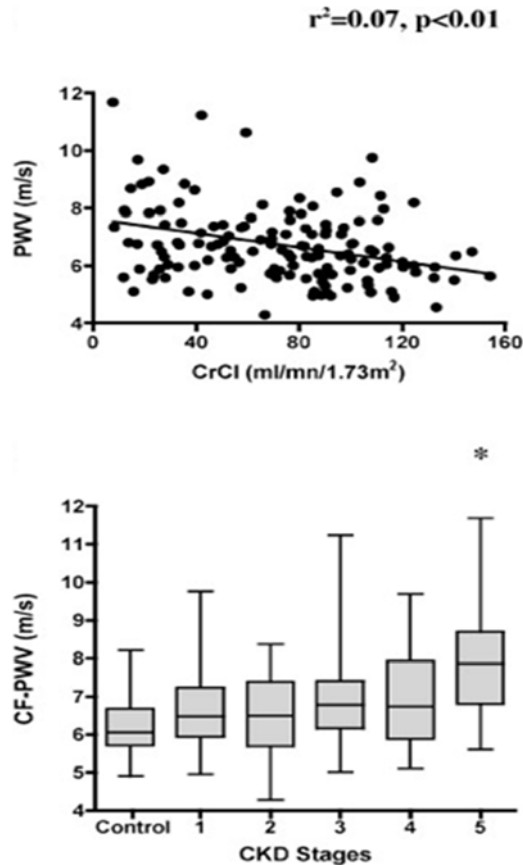 r²=0.07, p<0.01
12
10
8
6
4
PWV (m/s)
0 40 80 120 160
CrCl (ml/mn/1.73m²)
*
12
11
10
9
8
7
6
5
4
CF-PWV (m/s)
Control 1 2 3 4 5
CKD Stages